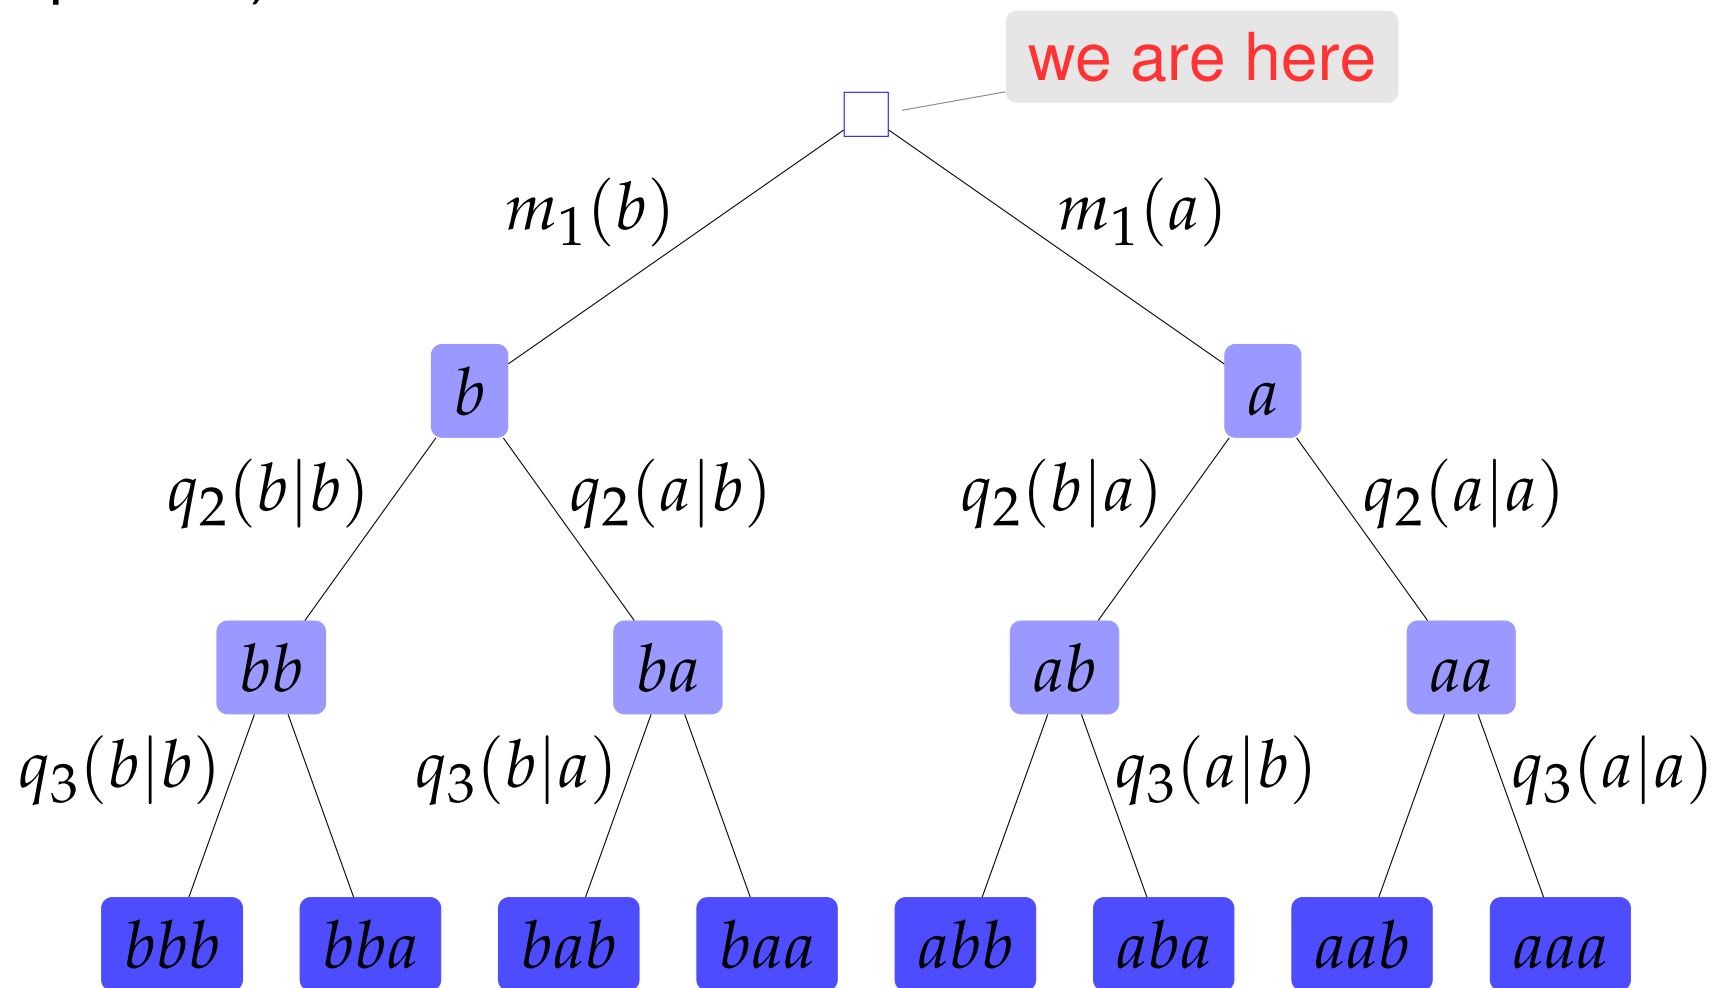 we are here
m₁(b) m₁(a)
b a
q₂(b|b) q₂(a|b) q₂(b|a) q₂(a|a)
bb ba ab aa
q₃(b|b) q₃(b|a) q₃(a|b) q₃(a|a)
bbb bba bab baa abb aba aab aaa